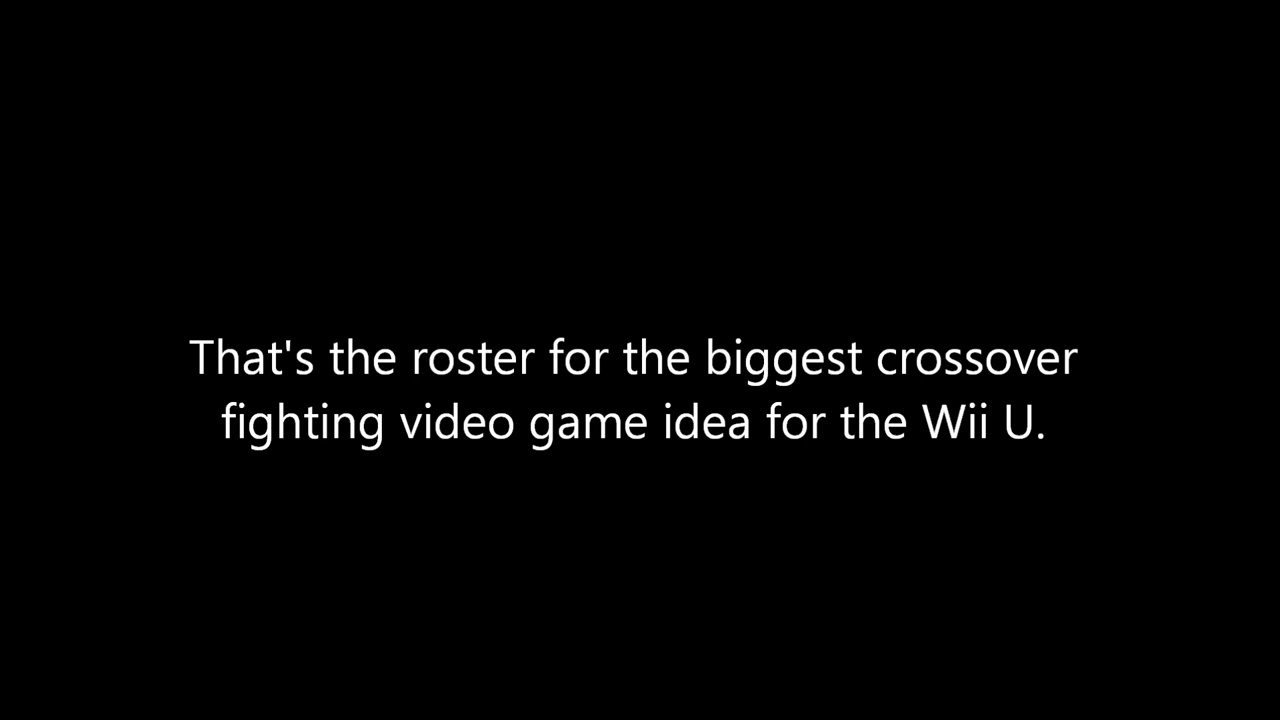 That's the roster for the biggest crossover
fighting video game idea for the Wii U.